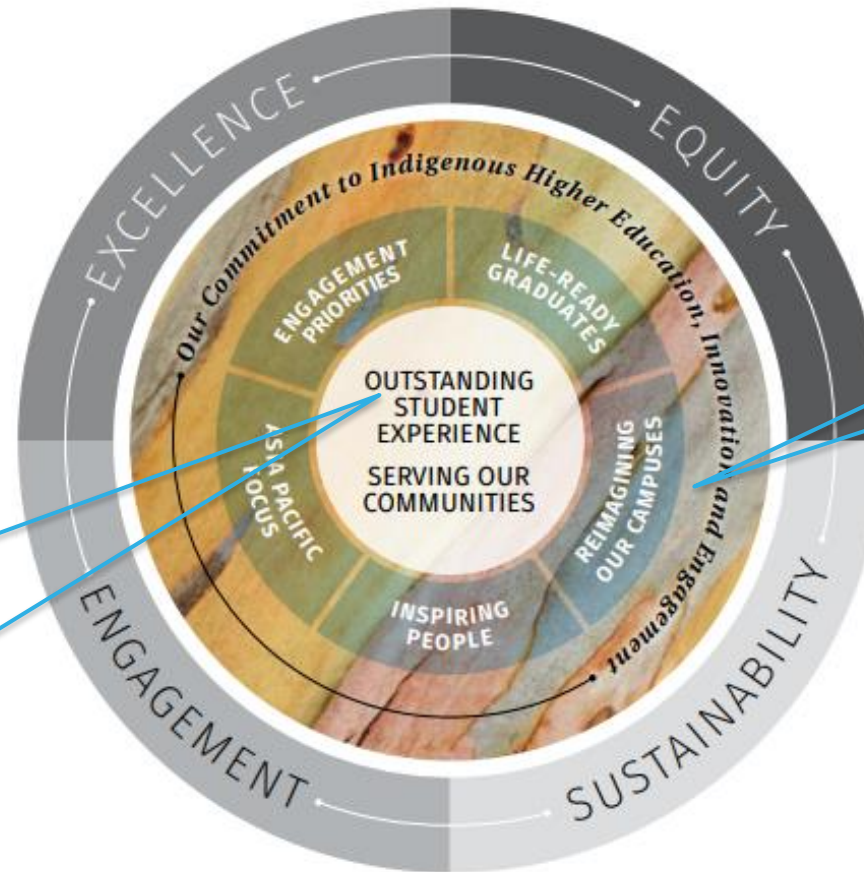 EXCELLENCE
EQUITY
Our Commitment to Indigenous Higher Education, Innovation and Engagement
ENGAGEMENT
PRIORITIES
LIFE-READY
GRADUATES
OUTSTANDING
STUDENT
EXPERIENCE
SERVING OUR
COMMUNITIES
ASIA PACIFIC
FOCUS
REIMAGINING
OUR CAMPUSES
INSPIRING
PEOPLE
ENGAGEMENT
SUSTAINABILITY